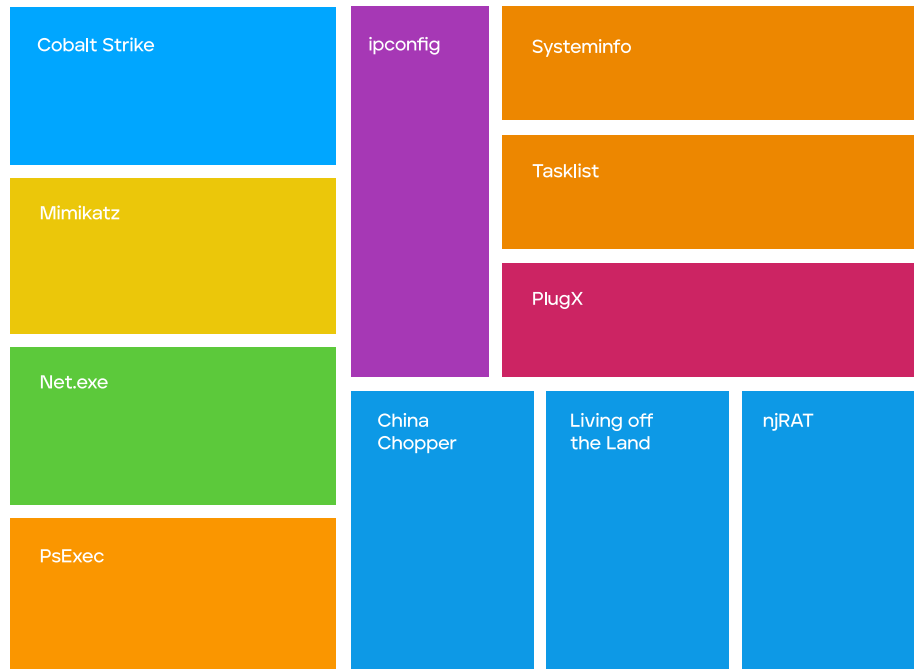 Cobalt Strike
Mimikatz
Net.exe
PsExec
ipconfig
Systeminfo
Tasklist
PlugX
China
Chopper
Living off
the Land
njRAT